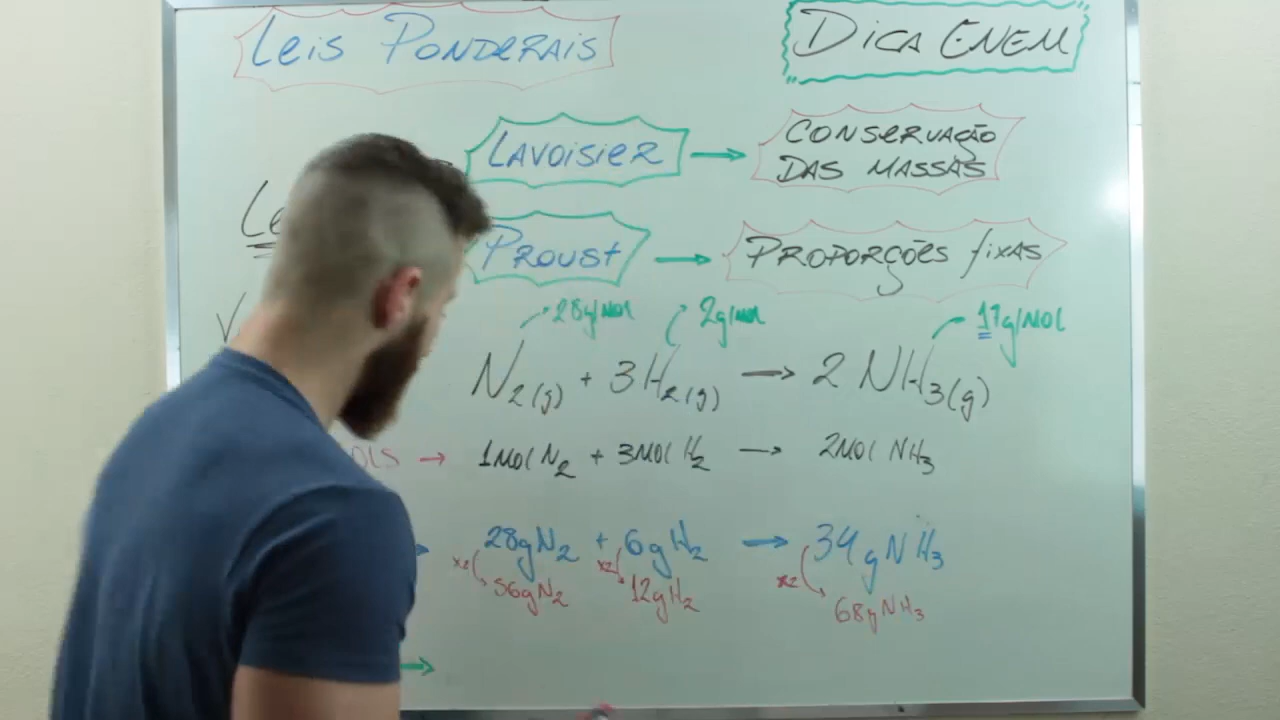 Leis Ponderais
Dica Enem
Lavoisier → Conservação
das massas
Proust → Proporções fixas
28g/mol 2g/mol 17g/mol
N2(g) + 3H2(g) → 2 NH3(g)
→ 1mol N2 + 3mol H2 → 2mol NH3
28g N2 + 6g H2 → 34g NH3
x2 56g N2 x2 12g H2 x2 68g NH3